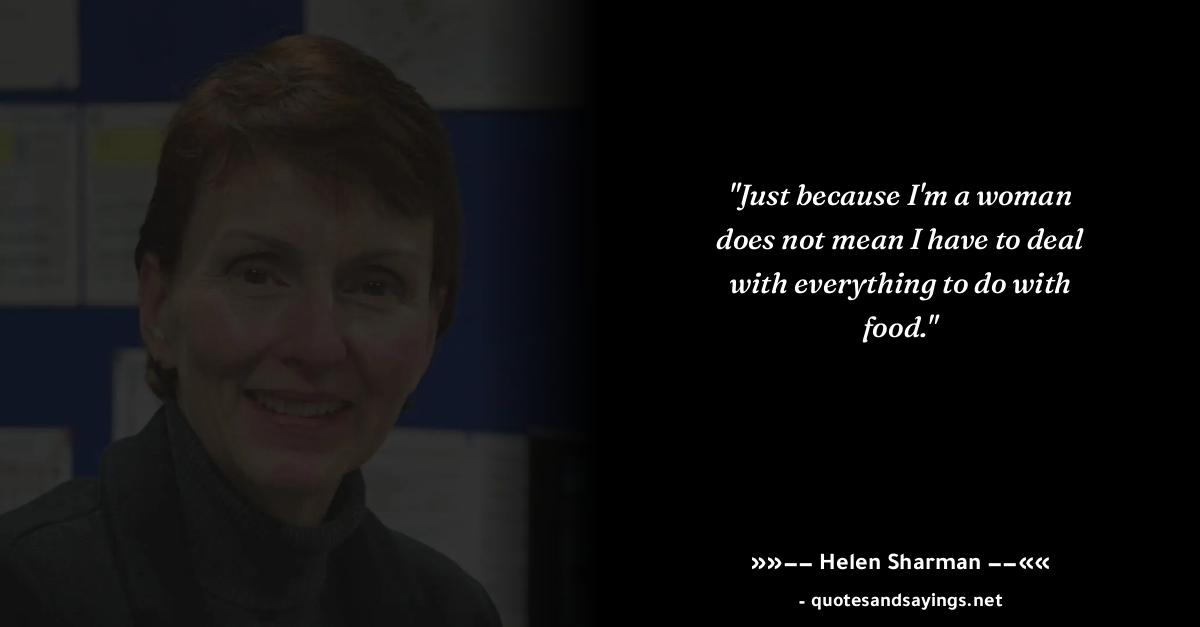 "Just because I'm a woman
does not mean I have to deal
with everything to do with
food."
»»–– Helen Sharman ––««
- quotesandsayings.net